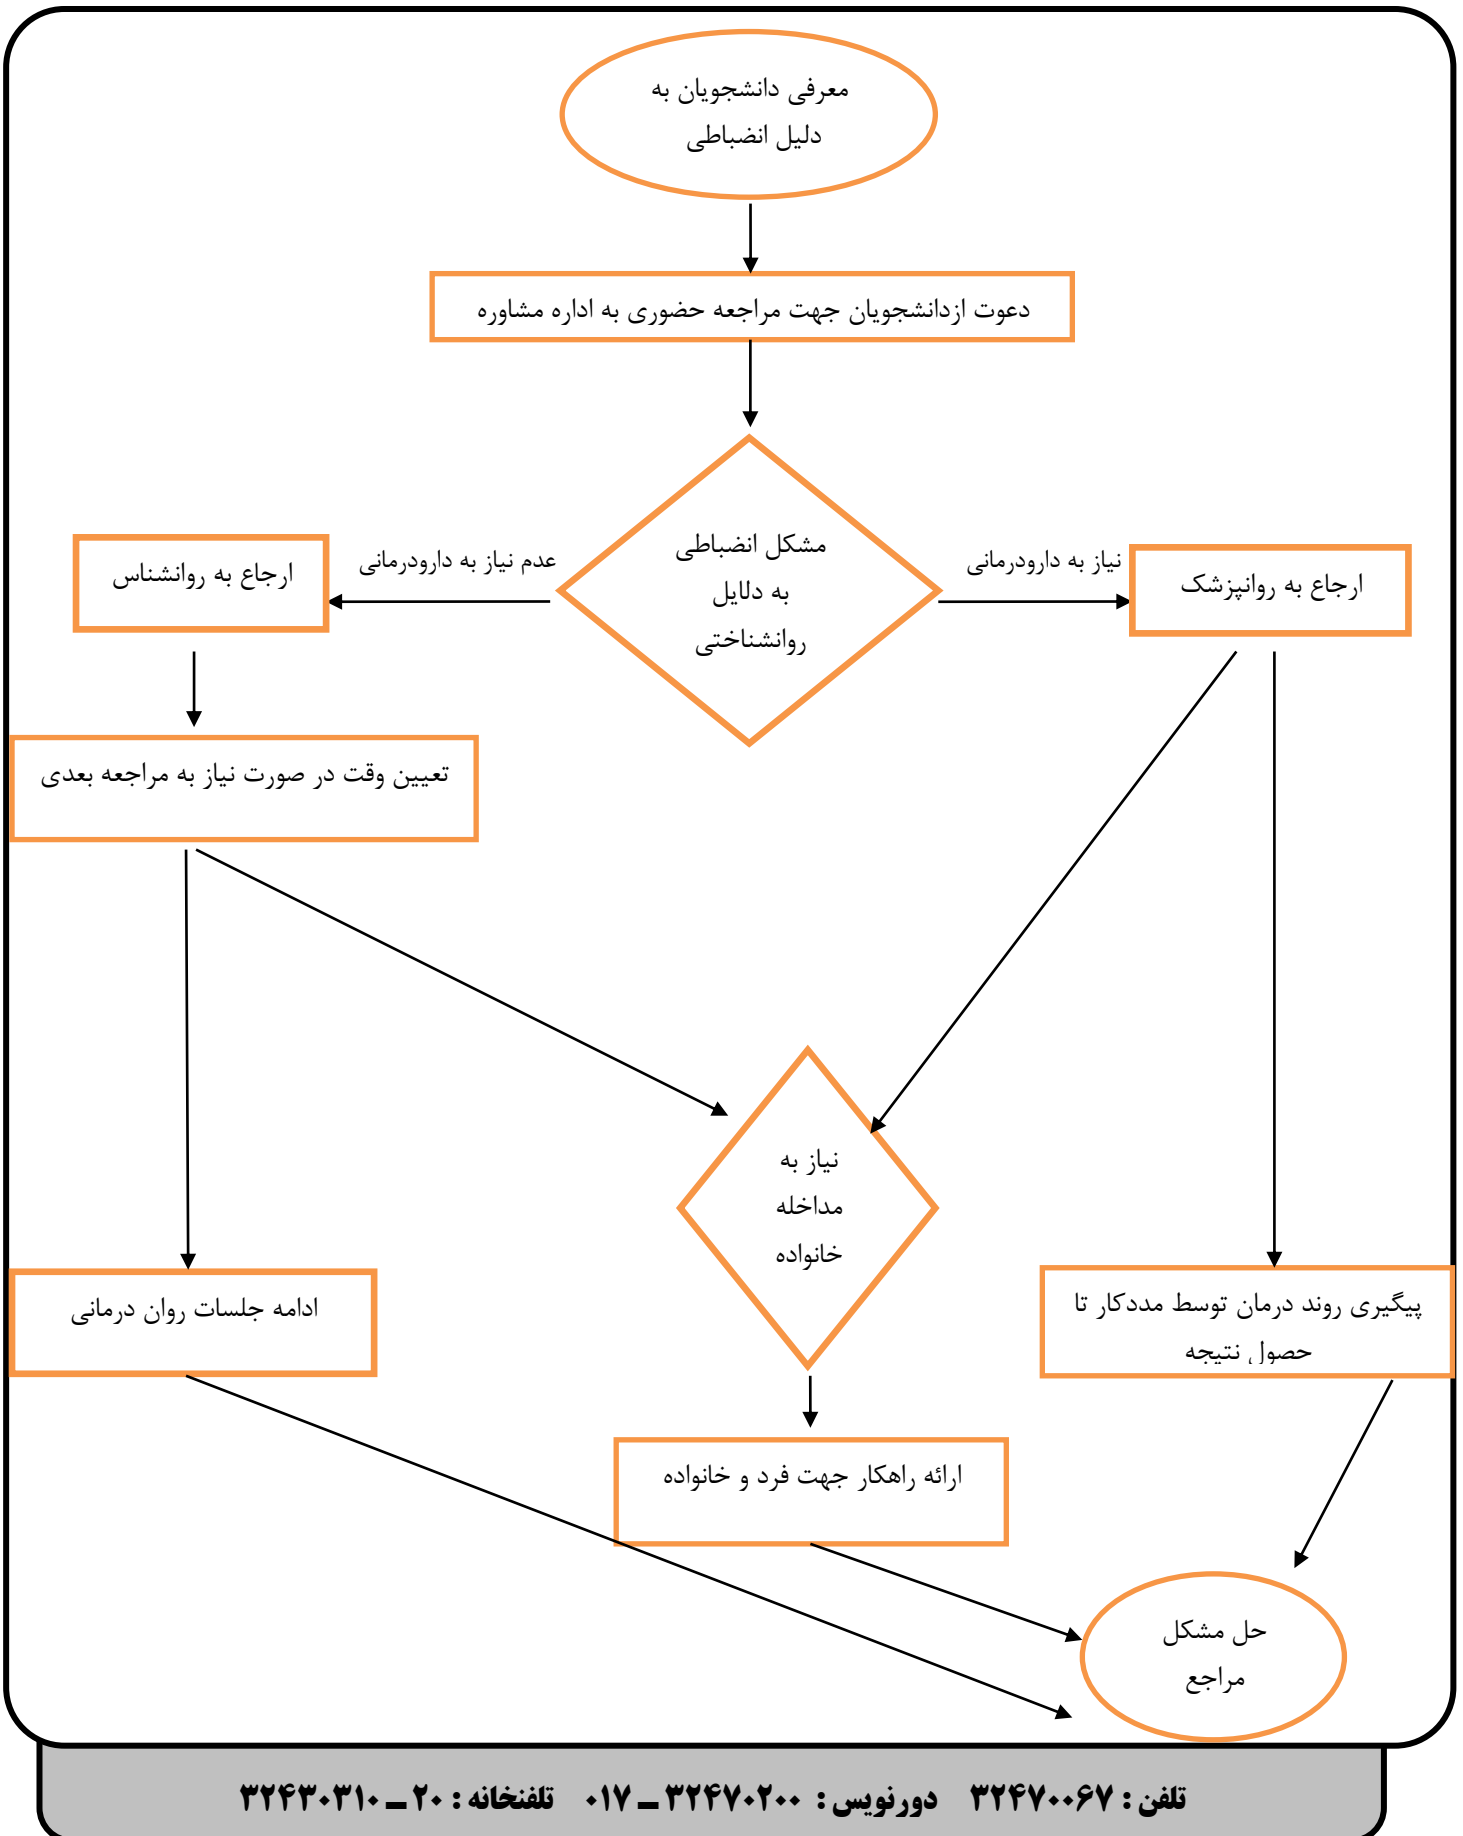 معرفی دانشجویان به
دلیل انضباطی
دعوت ازدانشجویان جهت مراجعه حضوری به اداره مشاوره
مشکل انضباطی
به دلایل
روانشناختی
نیاز به دارودرمانی
ارجاع به روانپزشک
عدم نیاز به دارودرمانی
ارجاع به روانشناس
تعیین وقت در صورت نیاز به مراجعه بعدی
نیاز به
مداخله
خانواده
پیگیری روند درمان توسط مددکار تا
حصول نتیجه
ادامه جلسات روان درمانی
ارائه راهکار جهت فرد و خانواده
حل مشکل
مراجع
تلفن : ۳۲۴۷۰۰۶۷ دورنویس : ۳۲۴۷۰۲۰۰ ـ ۰۱۷ تلفنخانه : ۲۰ ـ ۳۲۴۳۰۳۱۰